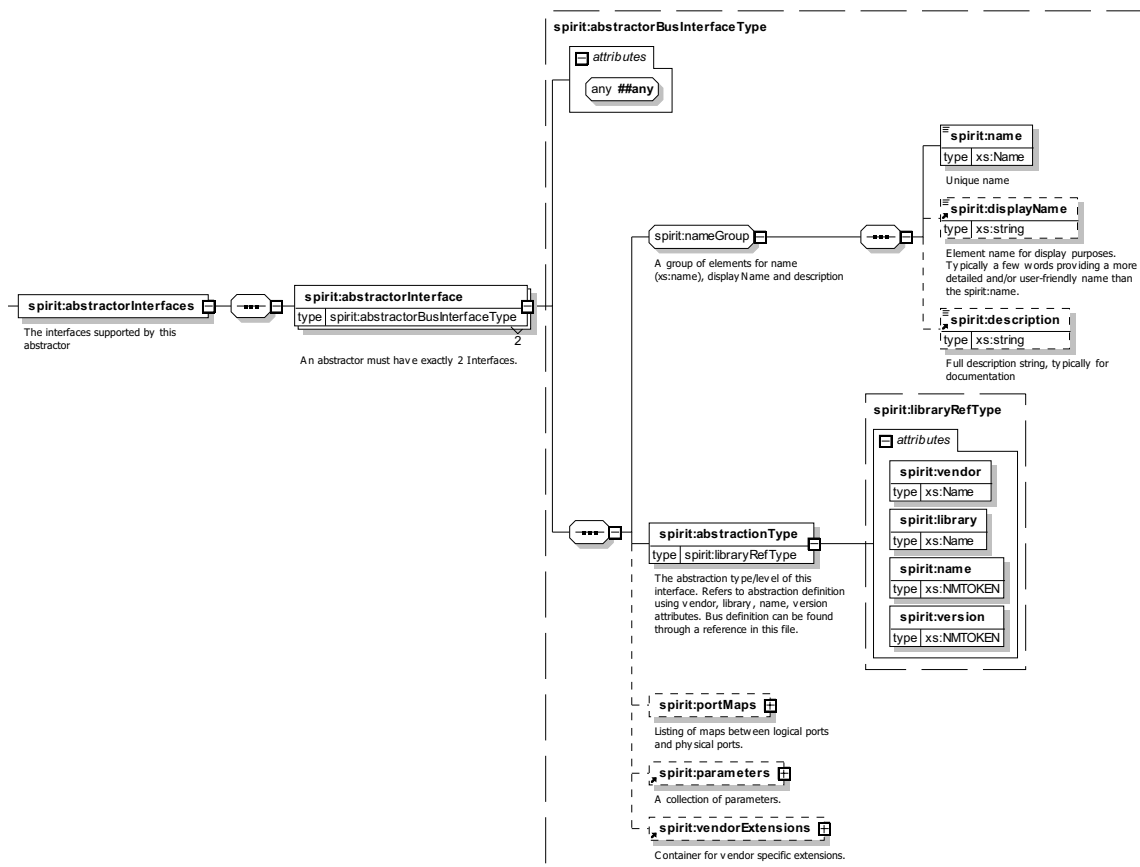 spirit:abstractorBusInterfaceType
attributes
any ##any
spirit:name
type xs:Name
Unique name
spirit:displayName
type xs:string
Element name for display purposes.
Typically a few words providing a more
detailed and/or user-friendly name than
the spirit:name.
spirit:nameGroup
A group of elements for name
(xs:name), displayName and description
spirit:description
type xs:string
Full description string, typically for
documentation
spirit:abstractorInterfaces
The interfaces supported by this
abstractor
spirit:abstractorInterface
type spirit:abstractorBusInterfaceType
2
An abstractor must have exactly 2 Interfaces.
spirit:libraryRefType
attributes
spirit:vendor
type xs:Name
spirit:library
type xs:Name
spirit:name
type xs:NMTOKEN
spirit:version
type xs:NMTOKEN
spirit:abstractionType
type spirit:libraryRefType
The abstraction type/level of this
interface. Refers to abstraction definition
using vendor, library, name, version
attributes. Bus definition can be found
through a reference in this file.
spirit:portMaps
Listing of maps between logical ports
and physical ports.
spirit:parameters
A collection of parameters.
spirit:vendorExtensions
Container for vendor specific extensions.